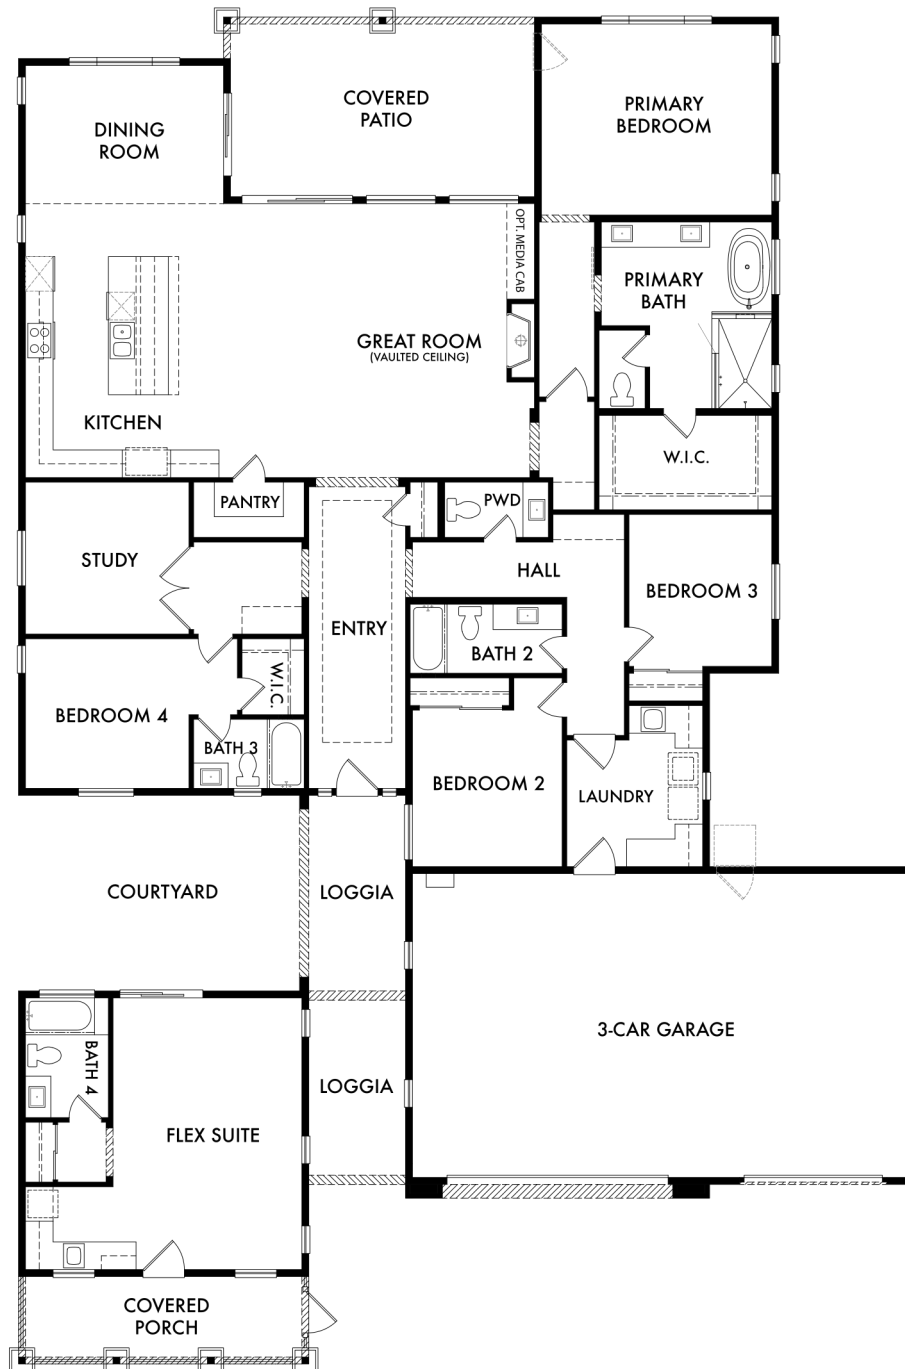 COVERED
PATIO
PRIMARY
BEDROOM
DINING
ROOM
OPT. MEDIA CAB
PRIMARY
BATH
GREAT ROOM
(VAULTED CEILING)
KITCHEN
W.I.C.
PANTRY
PWD
STUDY
HALL
BEDROOM 3
ENTRY
BATH 2
W.I.C.
BEDROOM 4
BATH 3
BEDROOM 2
LAUNDRY
COURTYARD
LOGGIA
3-CAR GARAGE
BATH 4
LOGGIA
FLEX SUITE
COVERED
PORCH